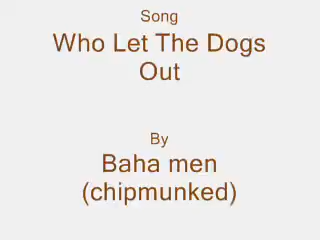 Song
Who Let The Dogs
Out
By
Baha men
(chipmunked)